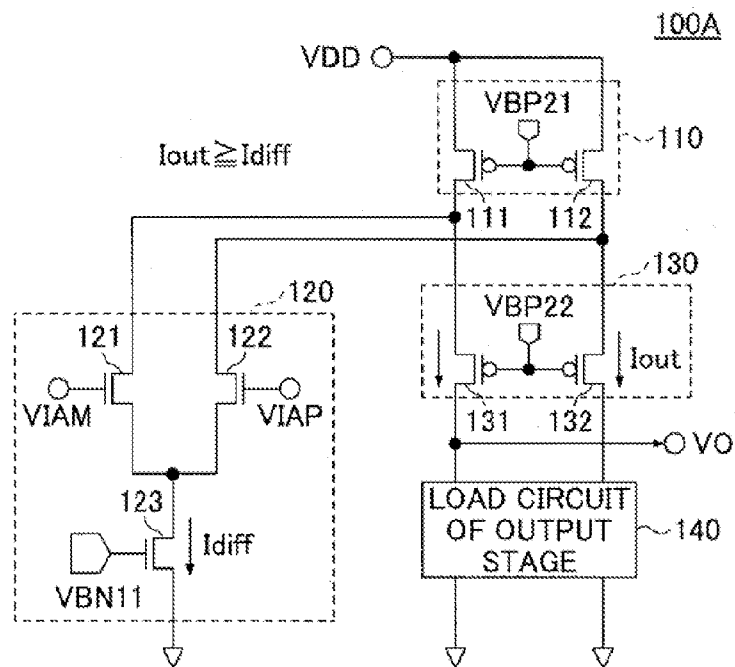 100A
VDD
VBP21
110
Iout≧Idiff
111
112
130
120
VBP22
121
122
Iout
VIAM
VIAP
131
132
VO
123
LOAD CIRCUIT
OF OUTPUT
STAGE
140
Idiff
VBN11